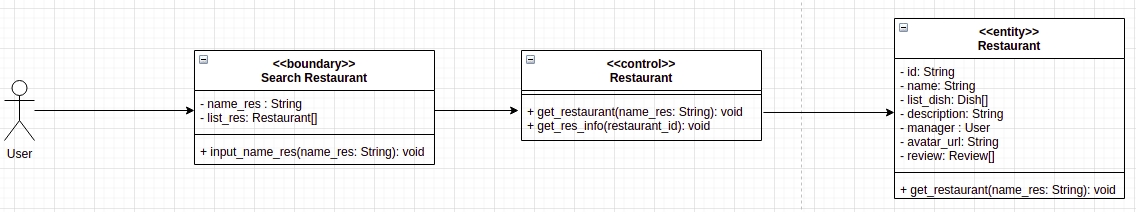 User
<<boundary>>
Search Restaurant
- name_res : String
- list_res: Restaurant[]
+ input_name_res(name_res: String): void
<<control>>
Restaurant
+ get_restaurant(name_res: String): void
+ get_res_info(restaurant_id): void
<<entity>>
Restaurant
- id: String
- name: String
- list_dish: Dish[]
- description: String
- manager : User
- avatar_url: String
- review: Review[]
+ get_restaurant(name_res: String): void